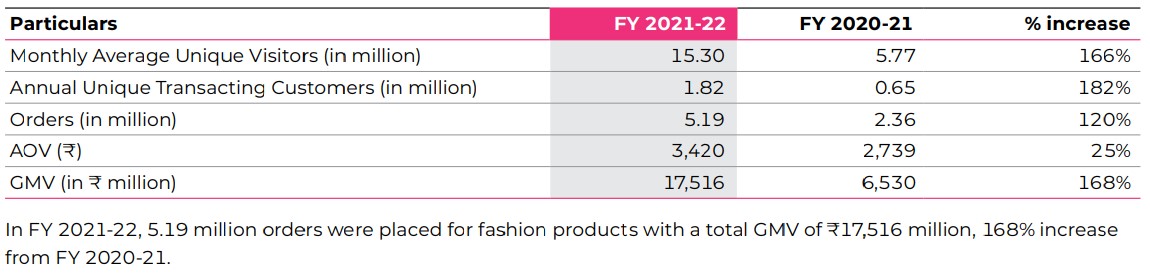 Particulars FY 2021-22 FY 2020-21 % increase
Monthly Average Unique Visitors (in million) 15.30 5.77 166%
Annual Unique Transacting Customers (in million) 1.82 0.65 182%
Orders (in million) 5.19 2.36 120%
AOV (₹) 3,420 2,739 25%
GMV (in ₹ million) 17,516 6,530 168%
In FY 2021-22, 5.19 million orders were placed for fashion products with a total GMV of ₹17,516 million, 168% increase
from FY 2020-21.